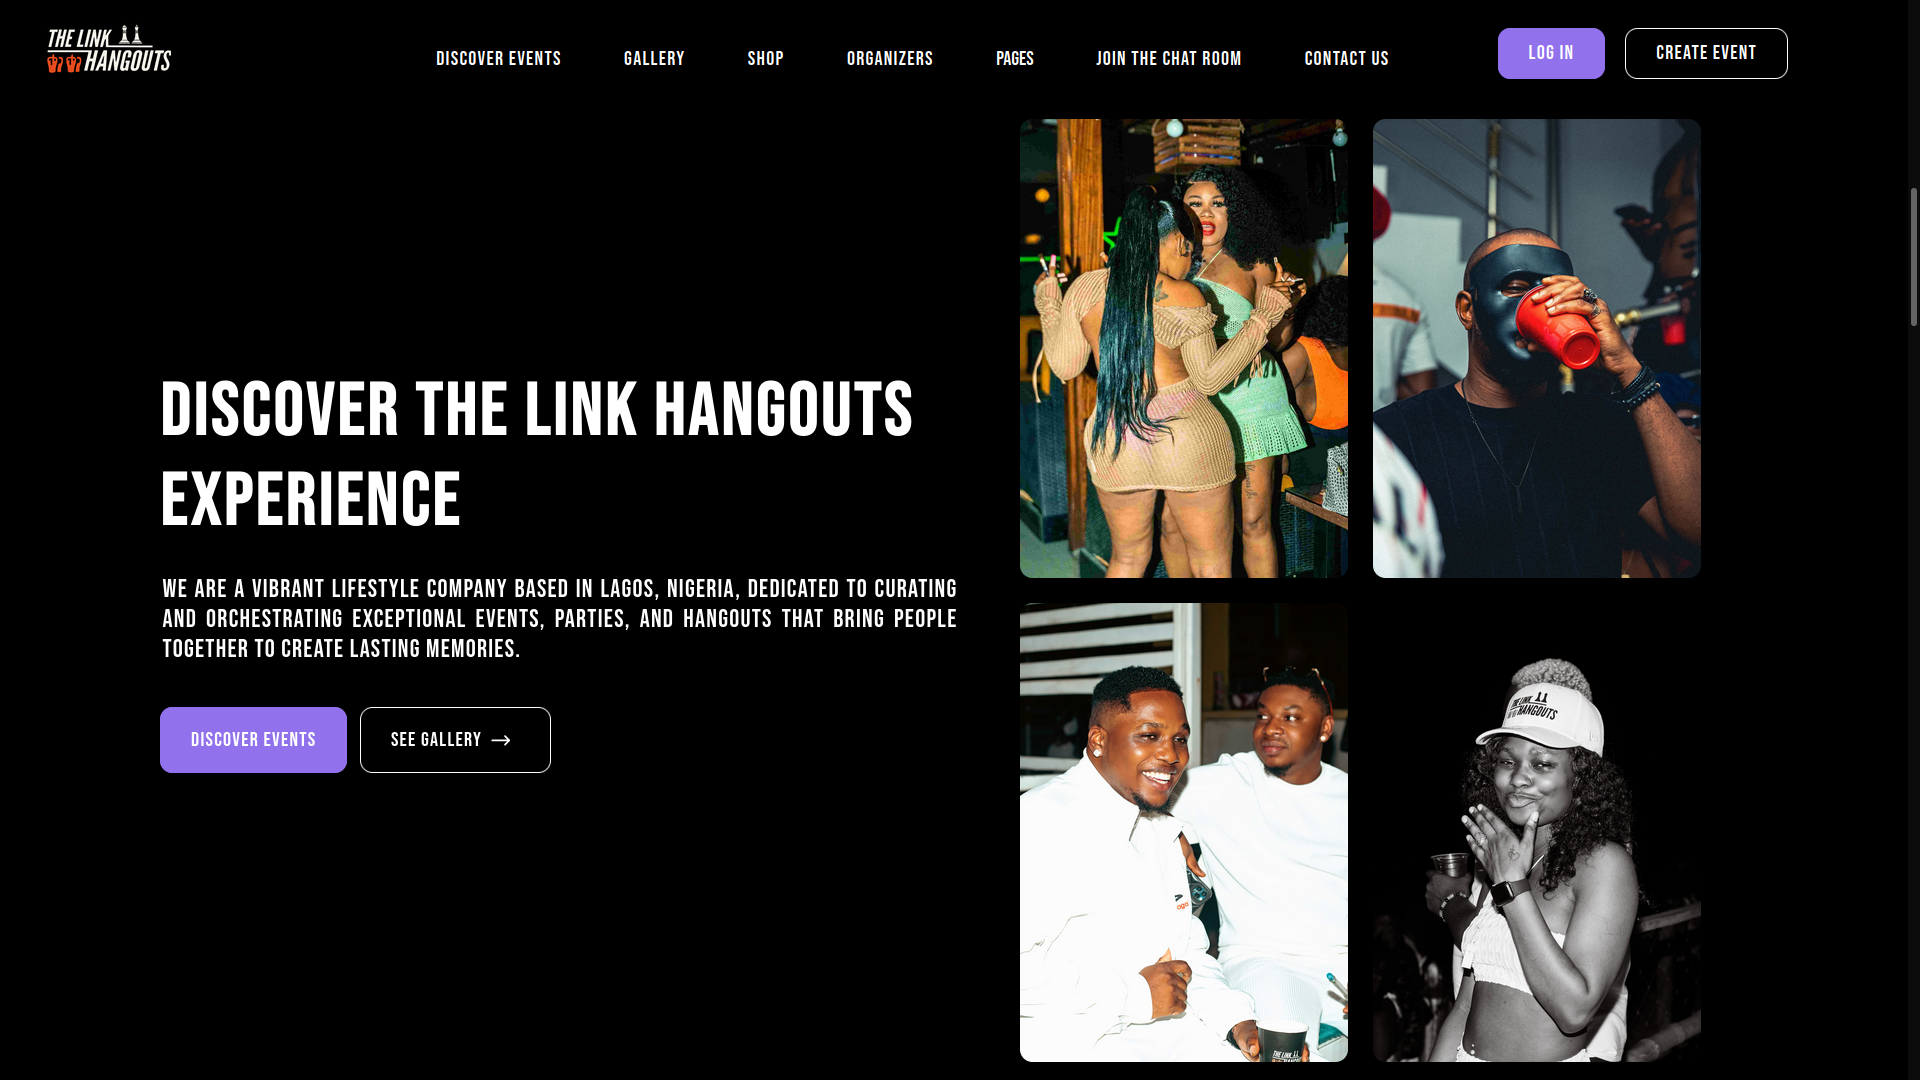 THE LINK
HANGOUTS
DISCOVER EVENTS
GALLERY
SHOP
ORGANIZERS
PAGES
JOIN THE CHAT ROOM
CONTACT US
LOG IN
CREATE EVENT
DISCOVER THE LINK HANGOUTS
EXPERIENCE
WE ARE A VIBRANT LIFESTYLE COMPANY BASED IN LAGOS, NIGERIA, DEDICATED TO CURATING
AND ORCHESTRATING EXCEPTIONAL EVENTS, PARTIES, AND HANGOUTS THAT BRING PEOPLE
TOGETHER TO CREATE LASTING MEMORIES.
DISCOVER EVENTS
SEE GALLERY →
THE LINK
HANGOUTS
THE LINK